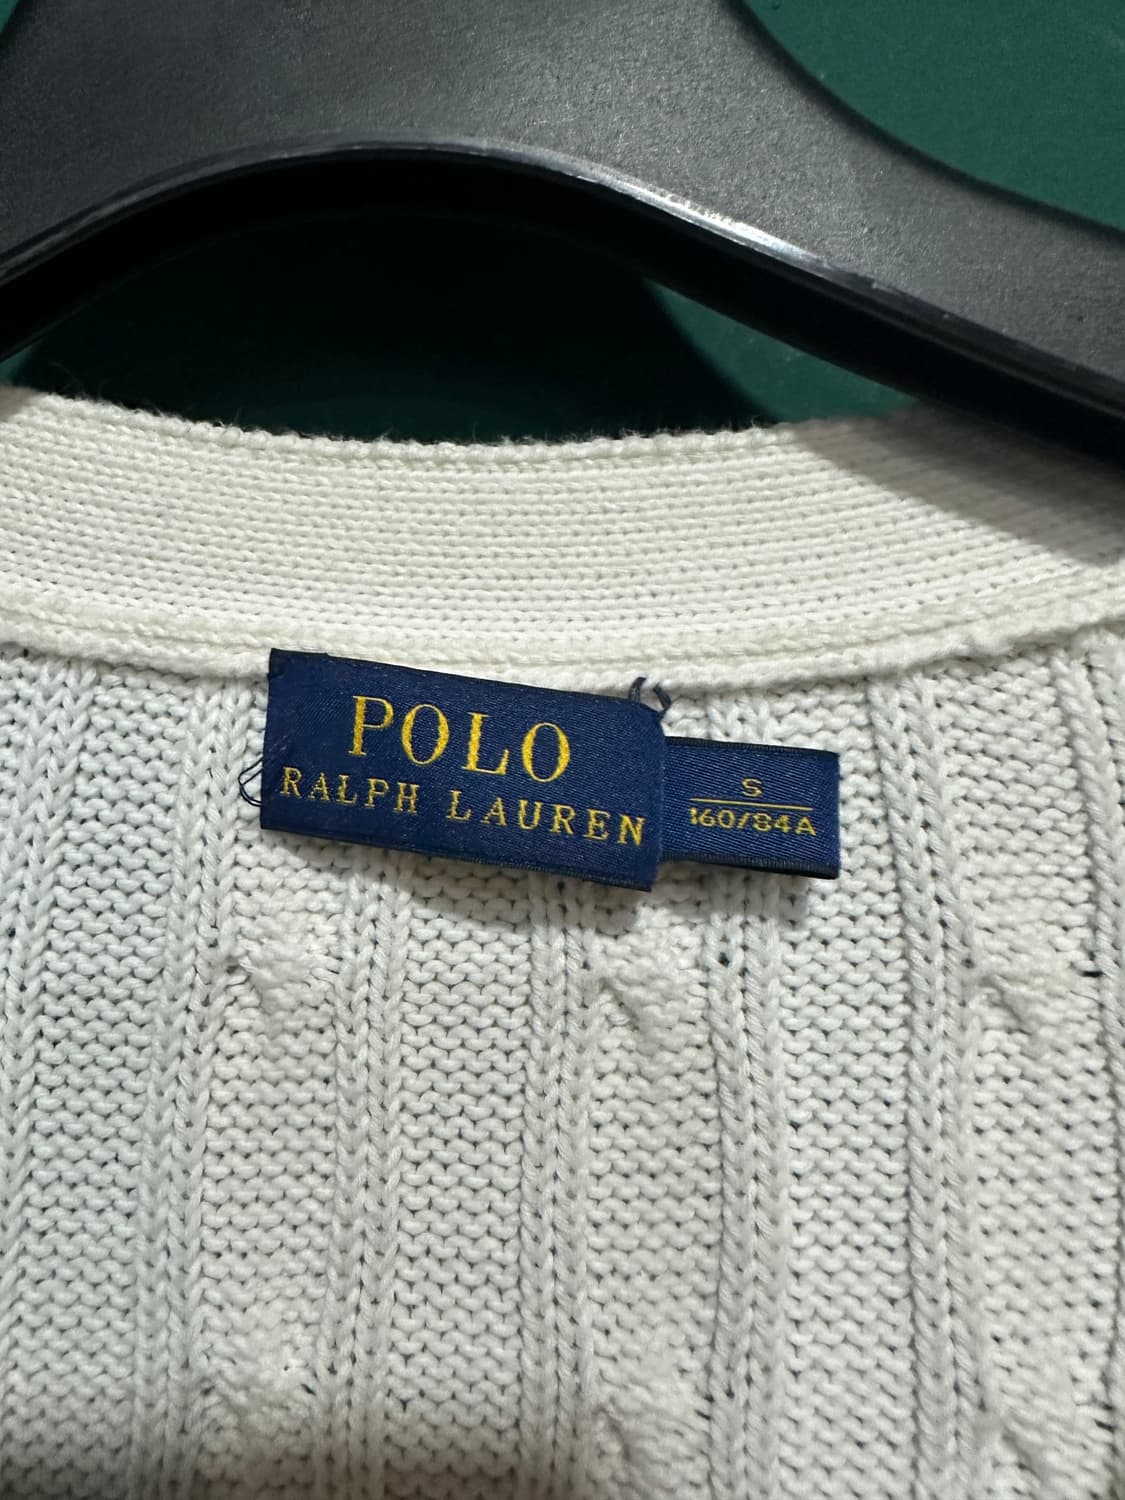 POLO
RALPH LAUREN
S
160/84A